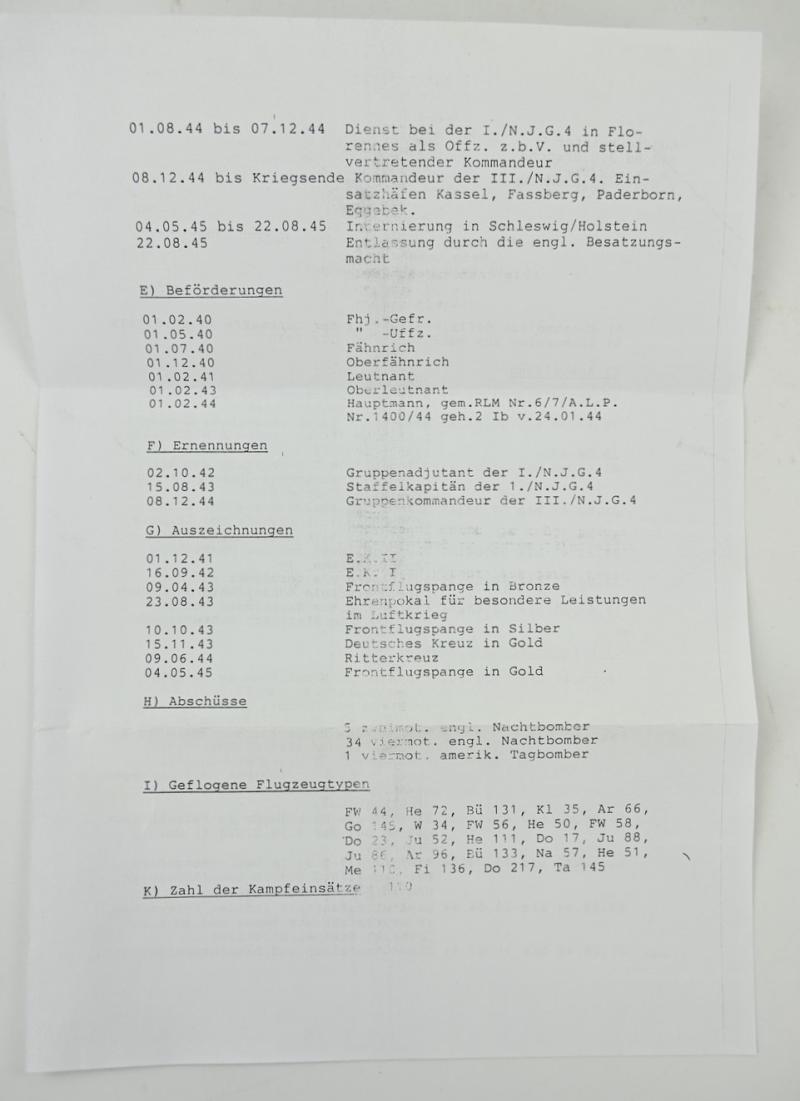 01.08.44 bis 07.12.44 Dienst bei der I./N.J.G.4 in Flo-
rennes als Offz. z.b.V. und stell-
vertretender Kommandeur
08.12.44 bis Kriegsende Kommandeur der III./N.J.G.4. Ein-
satzhäfen Kassel, Fassberg, Paderborn,
Eggebek.
04.05.45 bis 22.08.45 Internierung in Schleswig/Holstein
22.08.45 Entlassung durch die engl. Besatzungs-
macht
E) Beförderungen
01.02.40 Fhj.-Gefr.
01.05.40 " -Uffz.
01.07.40 Fähnrich
01.12.40 Oberfähnrich
01.02.41 Leutnant
01.02.43 Oberleutnant
01.02.44 Hauptmann, gem.RLM Nr.6/7/A.L.P.
Nr.1400/44 geh.2 Ib v.24.01.44
F) Ernennungen
02.10.42 Gruppenadjutant der I./N.J.G.4
15.08.43 Staffelkapitän der 1./N.J.G.4
08.12.44 Gruppenkommandeur der III./N.J.G.4
G) Auszeichnungen
01.12.41 E.K.II
16.09.42 E.K. I
09.04.43 Frontflugspange in Bronze
23.08.43 Ehrenpokal für besondere Leistungen
im Luftkrieg
10.10.43 Frontflugspange in Silber
15.11.43 Deutsches Kreuz in Gold
09.06.44 Ritterkreuz
04.05.45 Frontflugspange in Gold
H) Abschüsse
zweimot. engl. Nachtbomber
34 viermot. engl. Nachtbomber
1 viermot. amerik. Tagbomber
I) Geflogene Flugzeugtypen
FW 44, He 72, Bü 131, Kl 35, Ar 66,
Go 145, W 34, FW 56, He 50, FW 58,
Do 23, Ju 52, He 111, Do 17, Ju 88,
Ju 86, Ar 96, Bü 133, Na 57, He 51,
Me 110, Fi 136, Do 217, Ta 145
K) Zahl der Kampfeinsätze